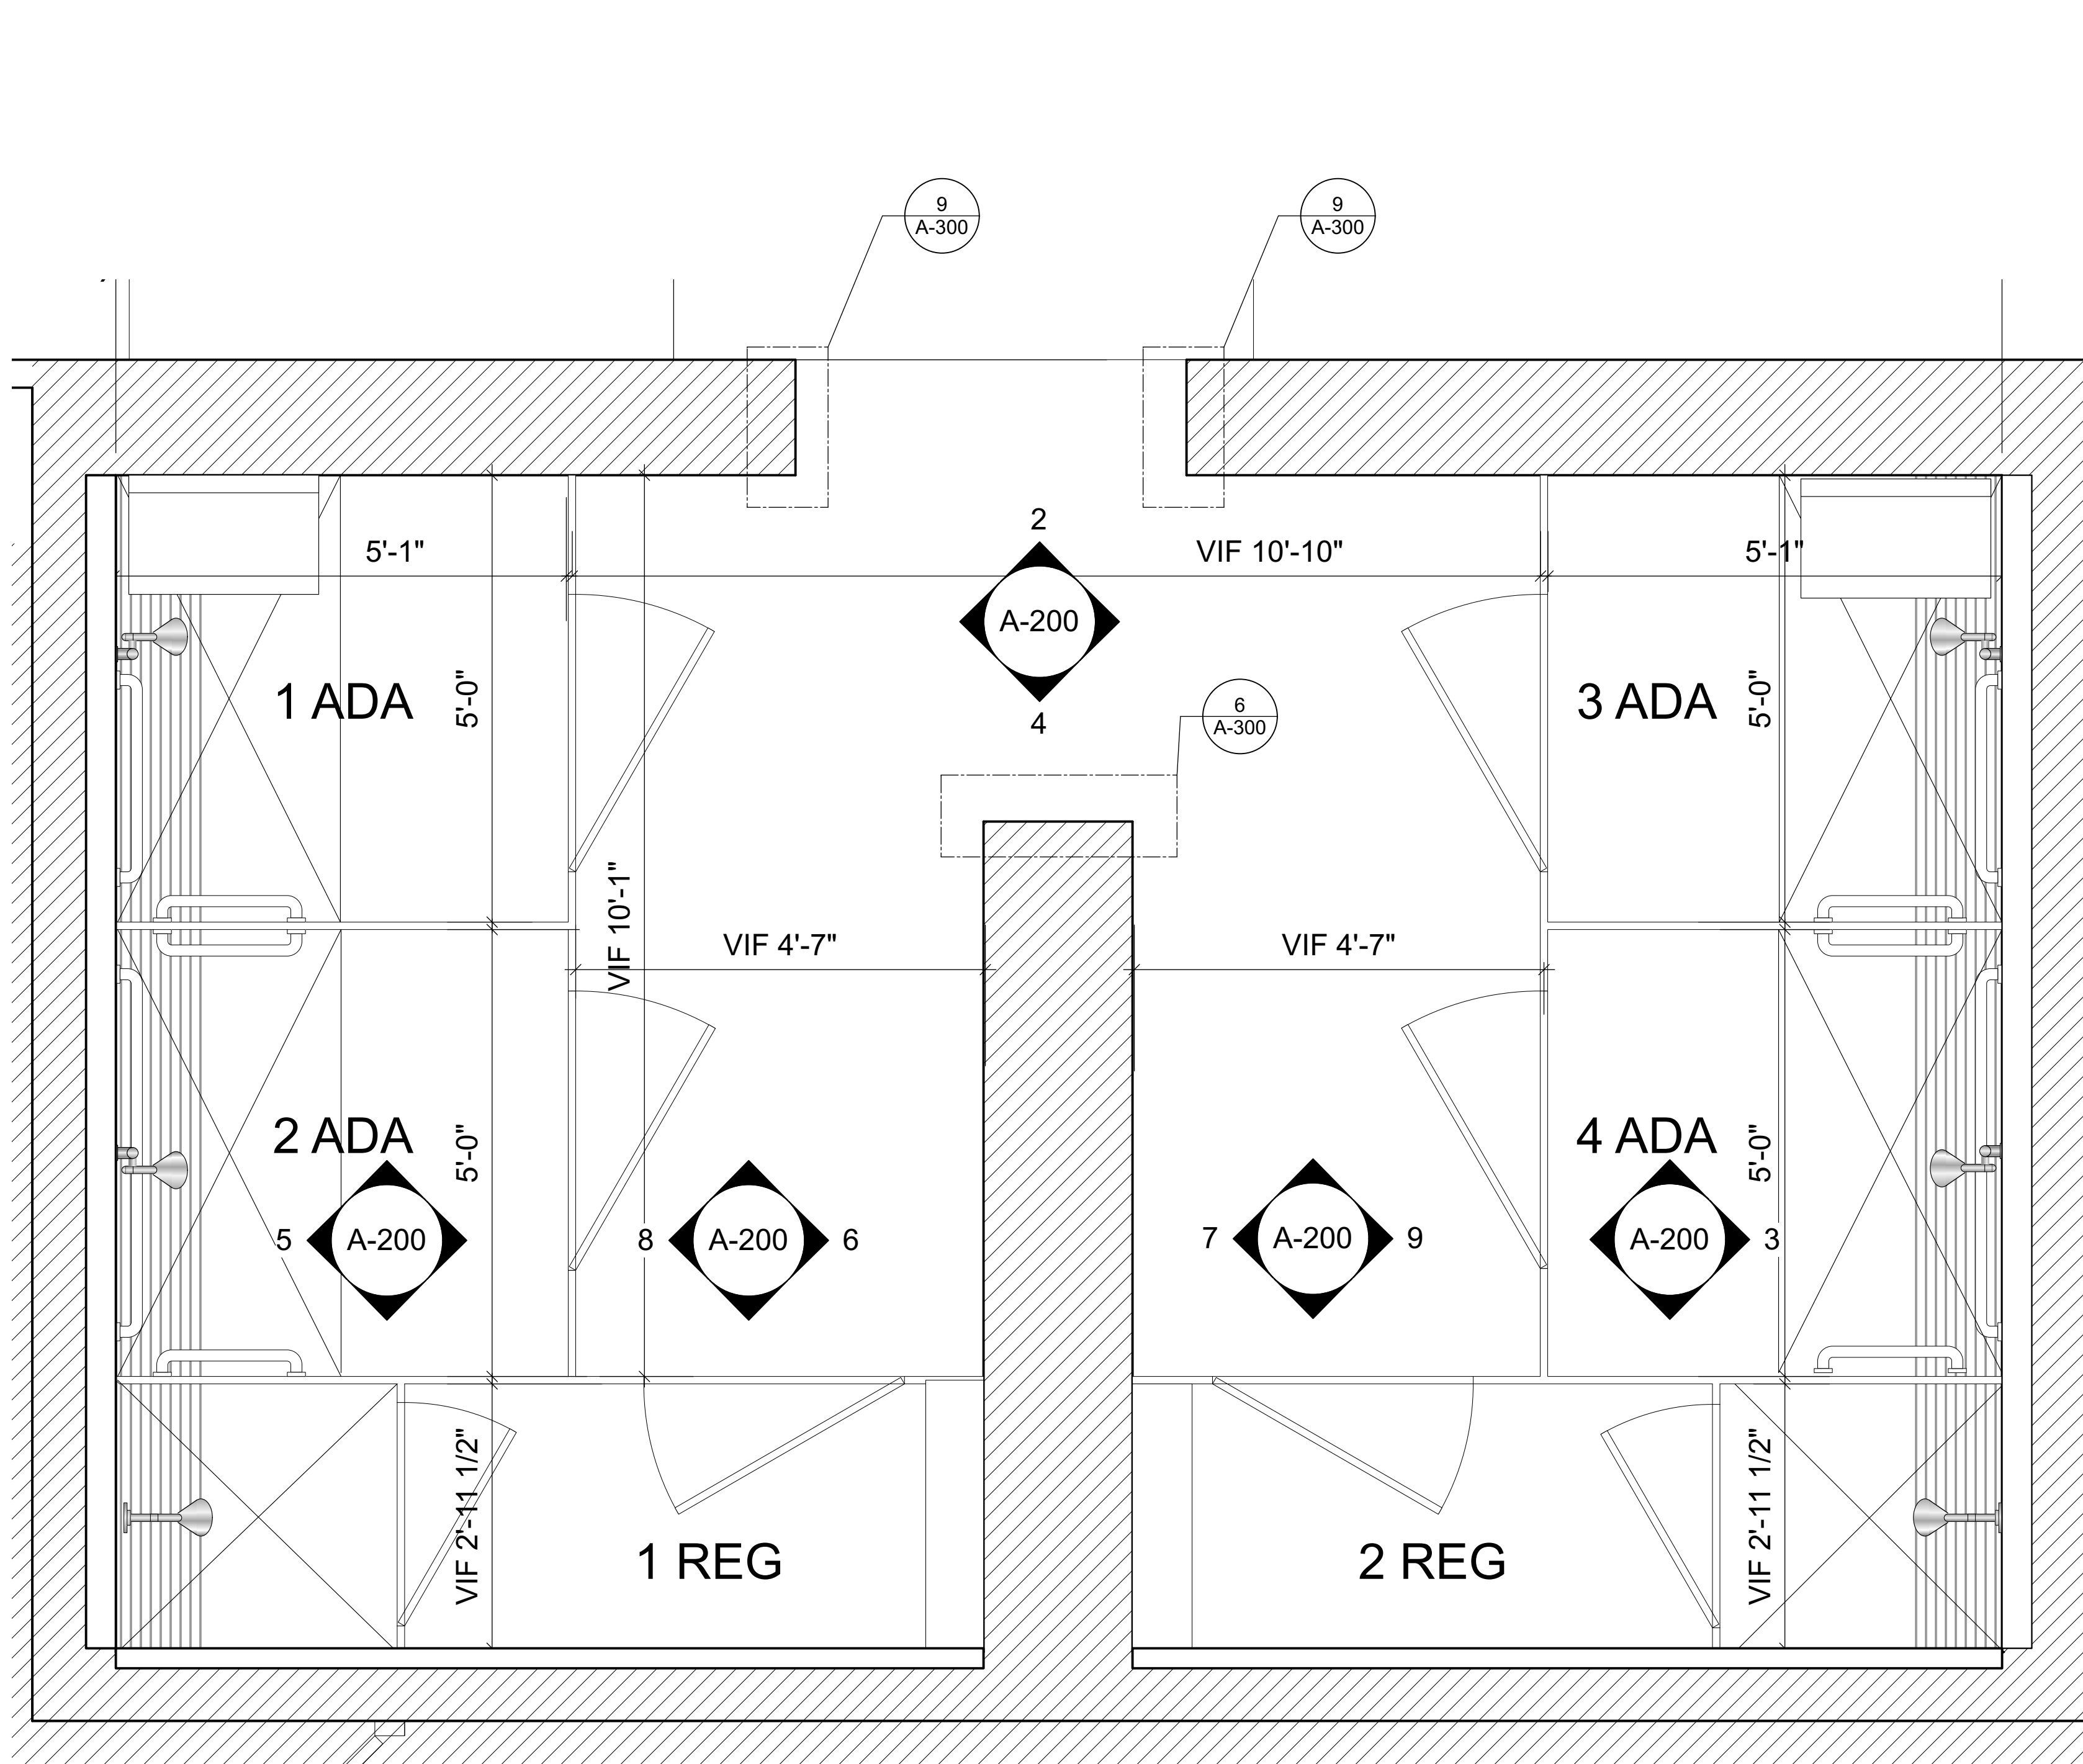 9
A-300
9
A-300
2
5'-1"
VIF 10'-10"
5'-1"
A-200
1 ADA
5'-0"
4
6
A-300
3 ADA
5'-0"
VIF 10'-1"
VIF 4'-7"
VIF 4'-7"
2 ADA
5'-0"
4 ADA
5'-0"
5
A-200
8
A-200
6
7
A-200
9
A-200
3
VIF 2'-11 1/2"
1 REG
2 REG
VIF 2'-11 1/2"